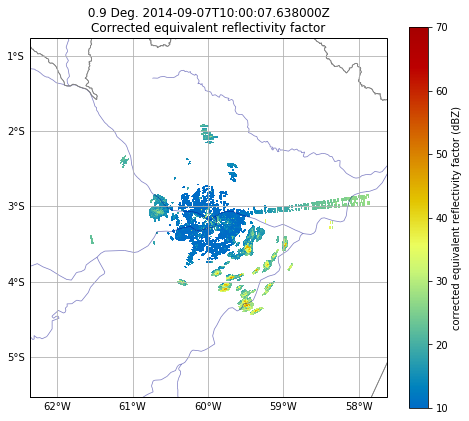 0.9 Deg. 2014-09-07T10:00:07.638000Z
Corrected equivalent reflectivity factor
1°S
2°S
3°S
4°S
5°S
62°W
61°W
60°W
59°W
58°W
70
60
50
40
30
20
10
corrected equivalent reflectivity factor (dBZ)